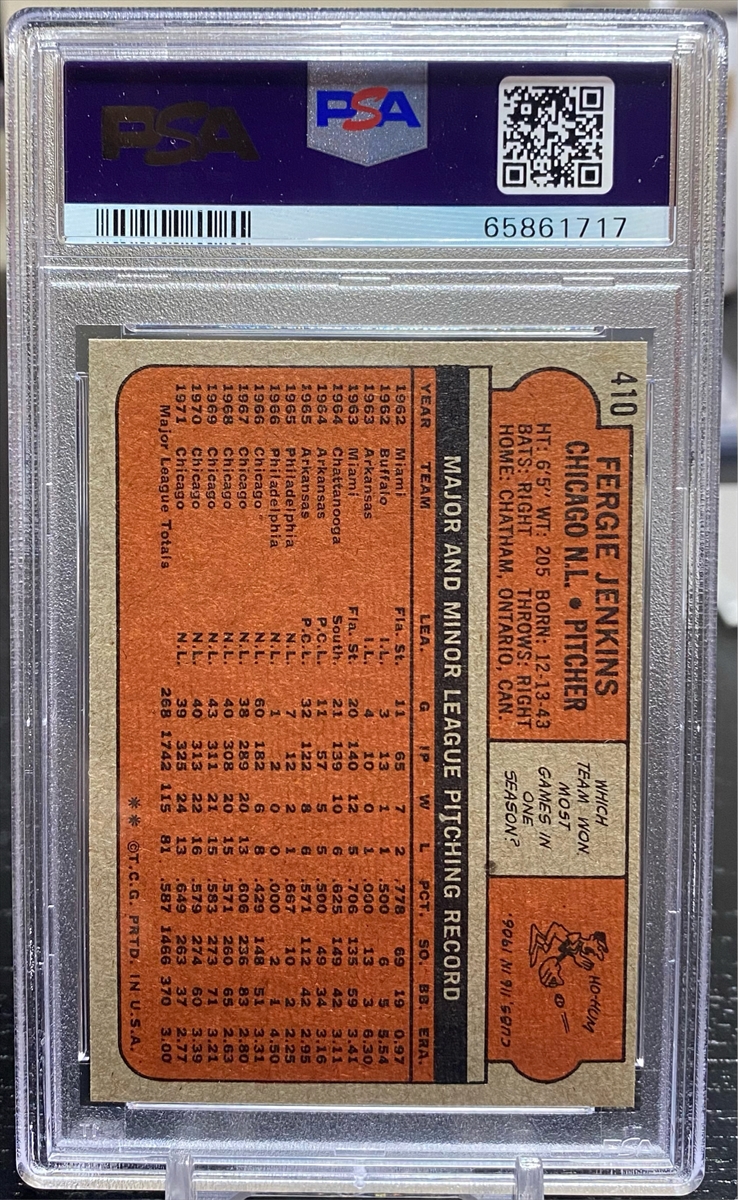 PSA
PSA
65861717
410
FERGIE JENKINS
CHICAGO N.L. • PITCHER
HT: 6'5" WT: 205 BORN: 12-13-43
BATS: RIGHT THROWS: RIGHT
HOME: CHATHAM, ONTARIO, CAN.
WHICH
TEAM WON
MOST
GAMES IN
ONE
SEASON?
HO-HUM
CUBS 116 IN 1906.
MAJOR AND MINOR LEAGUE PITCHING RECORD
YEAR TEAM LEA G IP W L PCT. SO. BB. ERA.
1962 Miami Fla. St. 11 65 7 2 .778 69 19 0.97
1962 Buffalo I.L. 3 13 1 1 .500 6 5 5.54
1963 Arkansas I.L. 4 10 0 1 .000 13 3 6.30
1963 Miami Fla. St. 20 140 12 5 .706 135 59 3.41
1964 Chattanooga South. 21 139 10 6 .625 149 42 3.11
1964 Arkansas P.C.L. 11 57 5 5 .500 49 34 3.16
1965 Arkansas P.C.L. 32 122 8 6 .571 112 42 2.95
1965 Philadelphia N.L. 7 12 2 1 .667 10 2 2.25
1966 Philadelphia N.L. 1 2 0 0 .000 2 1 4.50
1966 Chicago N.L. 60 182 6 8 .429 148 51 3.31
1967 Chicago N.L. 38 289 20 13 .606 236 83 2.80
1968 Chicago N.L. 40 308 20 15 .571 260 65 2.63
1969 Chicago N.L. 43 311 21 15 .583 273 71 3.21
1970 Chicago N.L. 40 313 22 16 .579 274 60 3.39
1971 Chicago N.L. 39 325 24 13 .649 263 37 2.77
Major League Totals 268 1742 115 81 .587 1466 370 3.00
** ©T.C.G. PRTD. IN U.S.A.
PSA